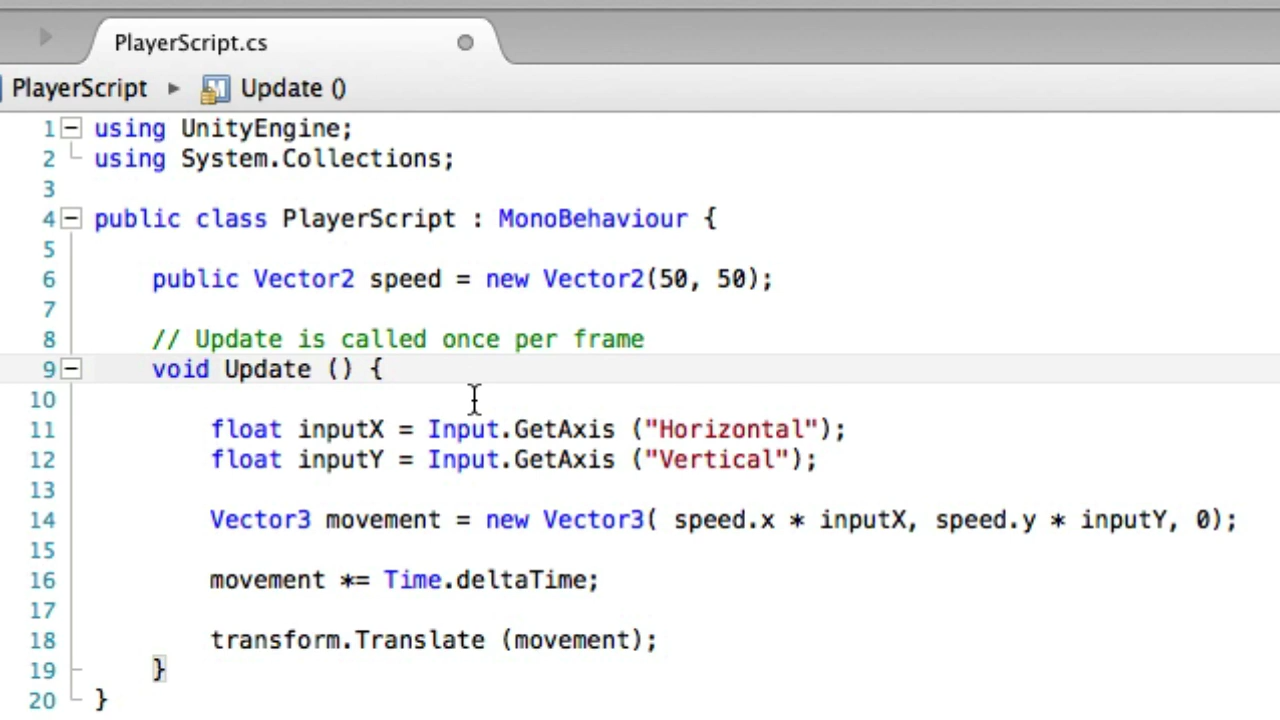 PlayerScript.cs
PlayerScript ▸ Update ()
1 using UnityEngine;
2 using System.Collections;
3
4 public class PlayerScript : MonoBehaviour {
5
6 public Vector2 speed = new Vector2(50, 50);
7
8 // Update is called once per frame
9 void Update () {
10
11 float inputX = Input.GetAxis ("Horizontal");
12 float inputY = Input.GetAxis ("Vertical");
13
14 Vector3 movement = new Vector3( speed.x * inputX, speed.y * inputY, 0);
15
16 movement *= Time.deltaTime;
17
18 transform.Translate (movement);
19 }
20 }